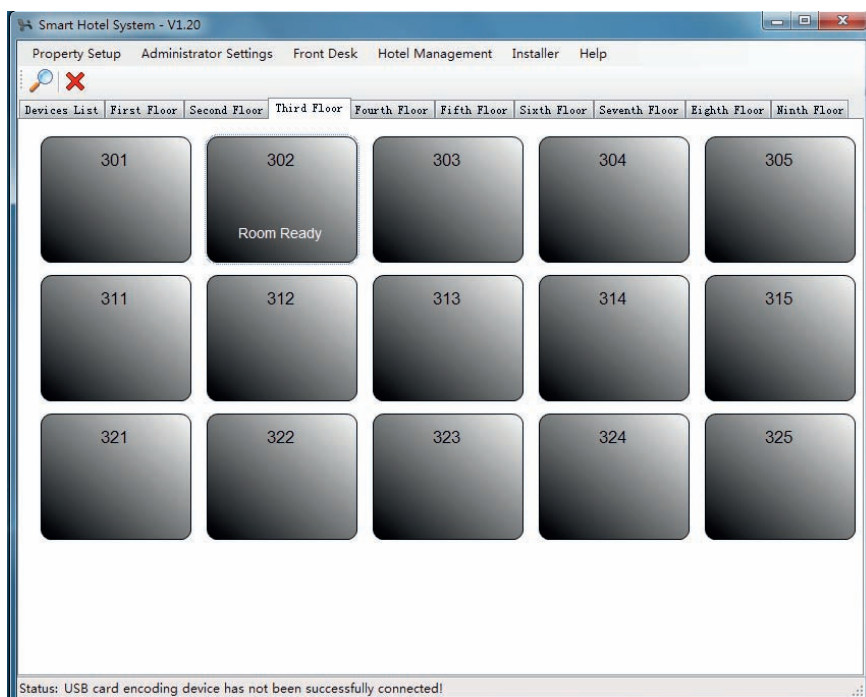 Smart Hotel System - V1.20
Property Setup Administrator Settings Front Desk Hotel Management Installer Help
Devices List First Floor Second Floor Third Floor Fourth Floor Fifth Floor Sixth Floor Seventh Floor Eighth Floor Ninth Floor
301 302 303 304 305
Room Ready
311 312 313 314 315
321 322 323 324 325
Status: USB card encoding device has not been successfully connected!